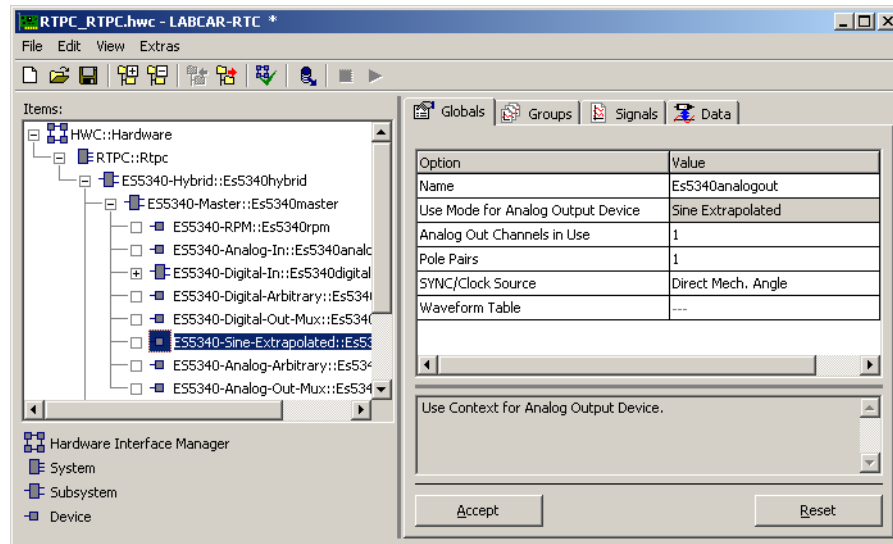 RTPC_RTPC.hwc - LABCAR-RTC *
File Edit View Extras
Items:
HWC::Hardware
RTPC::Rtpc
ES5340-Hybrid::Es5340hybrid
ES5340-Master::Es5340master
ES5340-RPM::Es5340rpm
ES5340-Analog-In::Es5340analc
ES5340-Digital-In::Es5340digital
ES5340-Digital-Arbitrary::Es534
ES5340-Digital-Out-Mux::Es534
ES5340-Sine-Extrapolated::Es53
ES5340-Analog-Arbitrary::Es534
ES5340-Analog-Out-Mux::Es534
Hardware Interface Manager
System
Subsystem
Device
Globals Groups Signals Data
Option Value
Name Es5340analogout
Use Mode for Analog Output Device Sine Extrapolated
Analog Out Channels in Use 1
Pole Pairs 1
SYNC/Clock Source Direct Mech. Angle
Waveform Table ---
Use Context for Analog Output Device.
Accept Reset